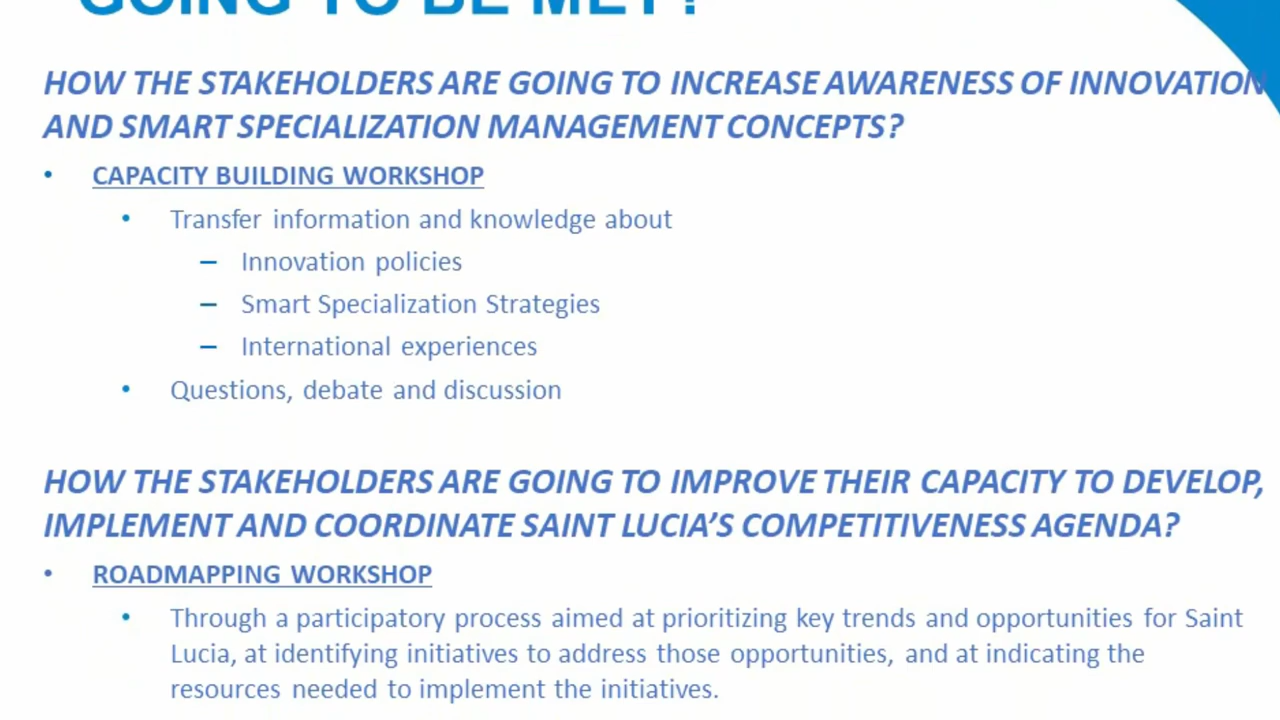 GOING TO BE MET?
HOW THE STAKEHOLDERS ARE GOING TO INCREASE AWARENESS OF INNOVATION
AND SMART SPECIALIZATION MANAGEMENT CONCEPTS?
• CAPACITY BUILDING WORKSHOP
• Transfer information and knowledge about
– Innovation policies
– Smart Specialization Strategies
– International experiences
• Questions, debate and discussion
HOW THE STAKEHOLDERS ARE GOING TO IMPROVE THEIR CAPACITY TO DEVELOP,
IMPLEMENT AND COORDINATE SAINT LUCIA’S COMPETITIVENESS AGENDA?
• ROADMAPPING WORKSHOP
• Through a participatory process aimed at prioritizing key trends and opportunities for Saint
Lucia, at identifying initiatives to address those opportunities, and at indicating the
resources needed to implement the initiatives.